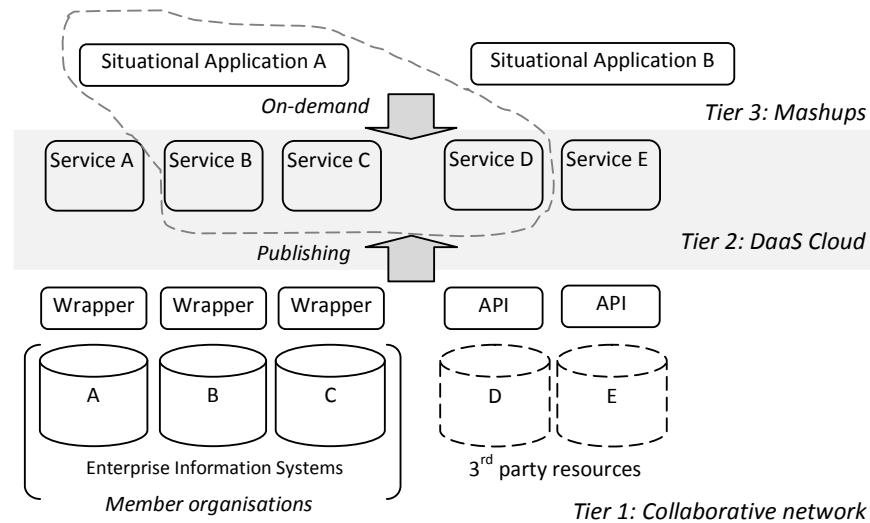 Situational Application A
Situational Application B
On-demand
Tier 3: Mashups
Service A
Service B
Service C
Service D
Service E
Tier 2: DaaS Cloud
Publishing
Wrapper
Wrapper
Wrapper
API
API
A
B
C
D
E
Enterprise Information Systems
3rd party resources
Member organisations
Tier 1: Collaborative network